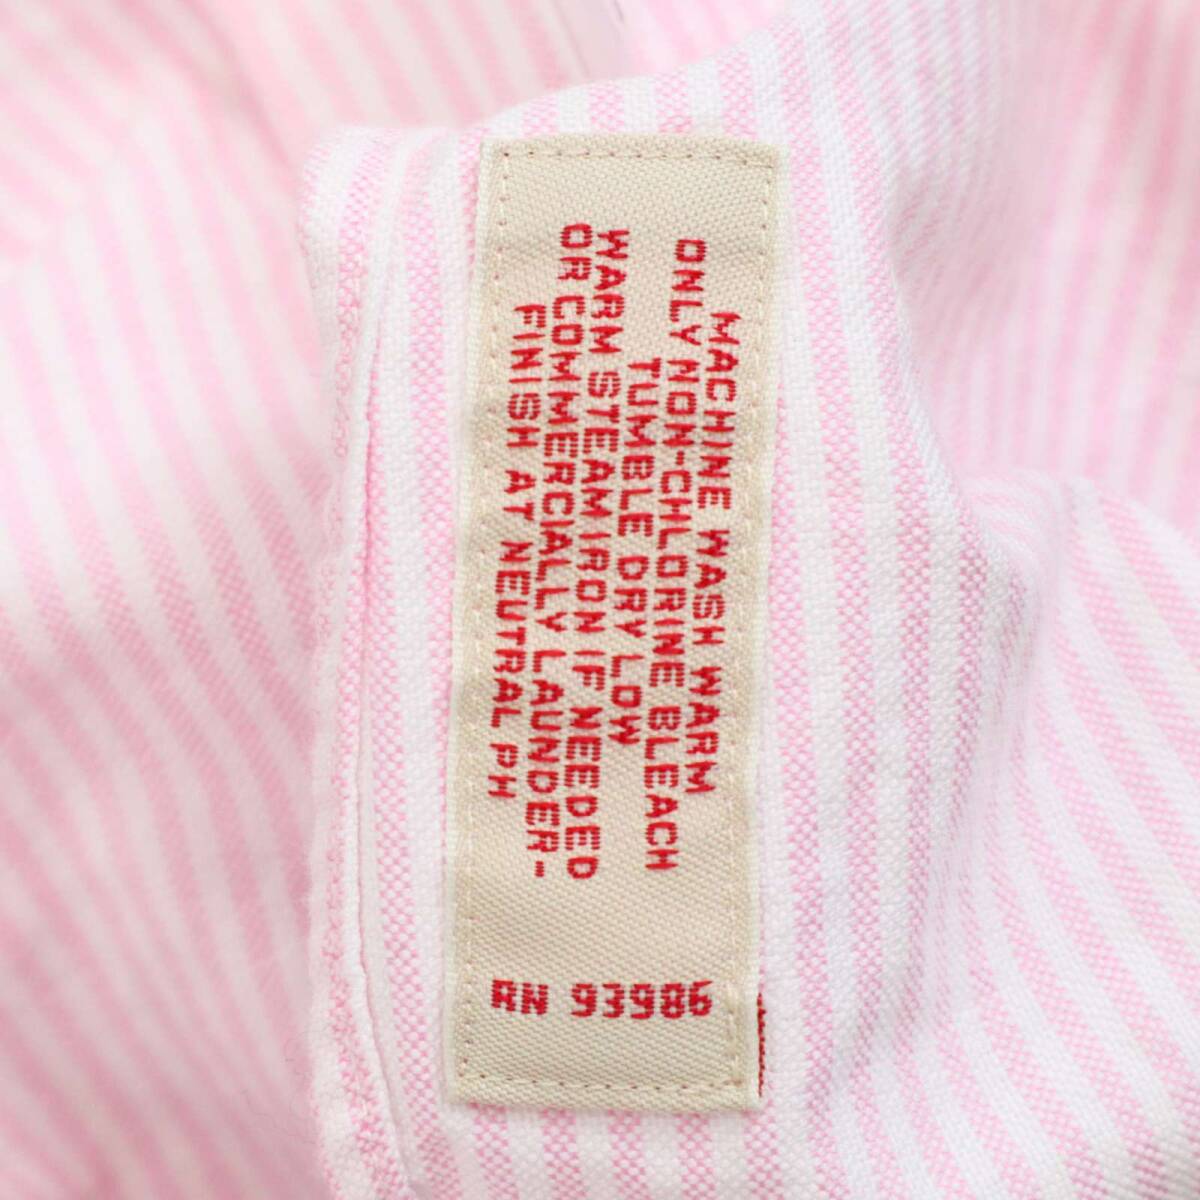 MACHINE WASH WARM
ONLY NON-CHLORINE BLEACH
TUMBLE DRY LOW
WARM STEAM IRON IF NEEDED
OR COMMERCIALLY LAUNDER-
FINISH AT NEUTRAL PH
RN 93986